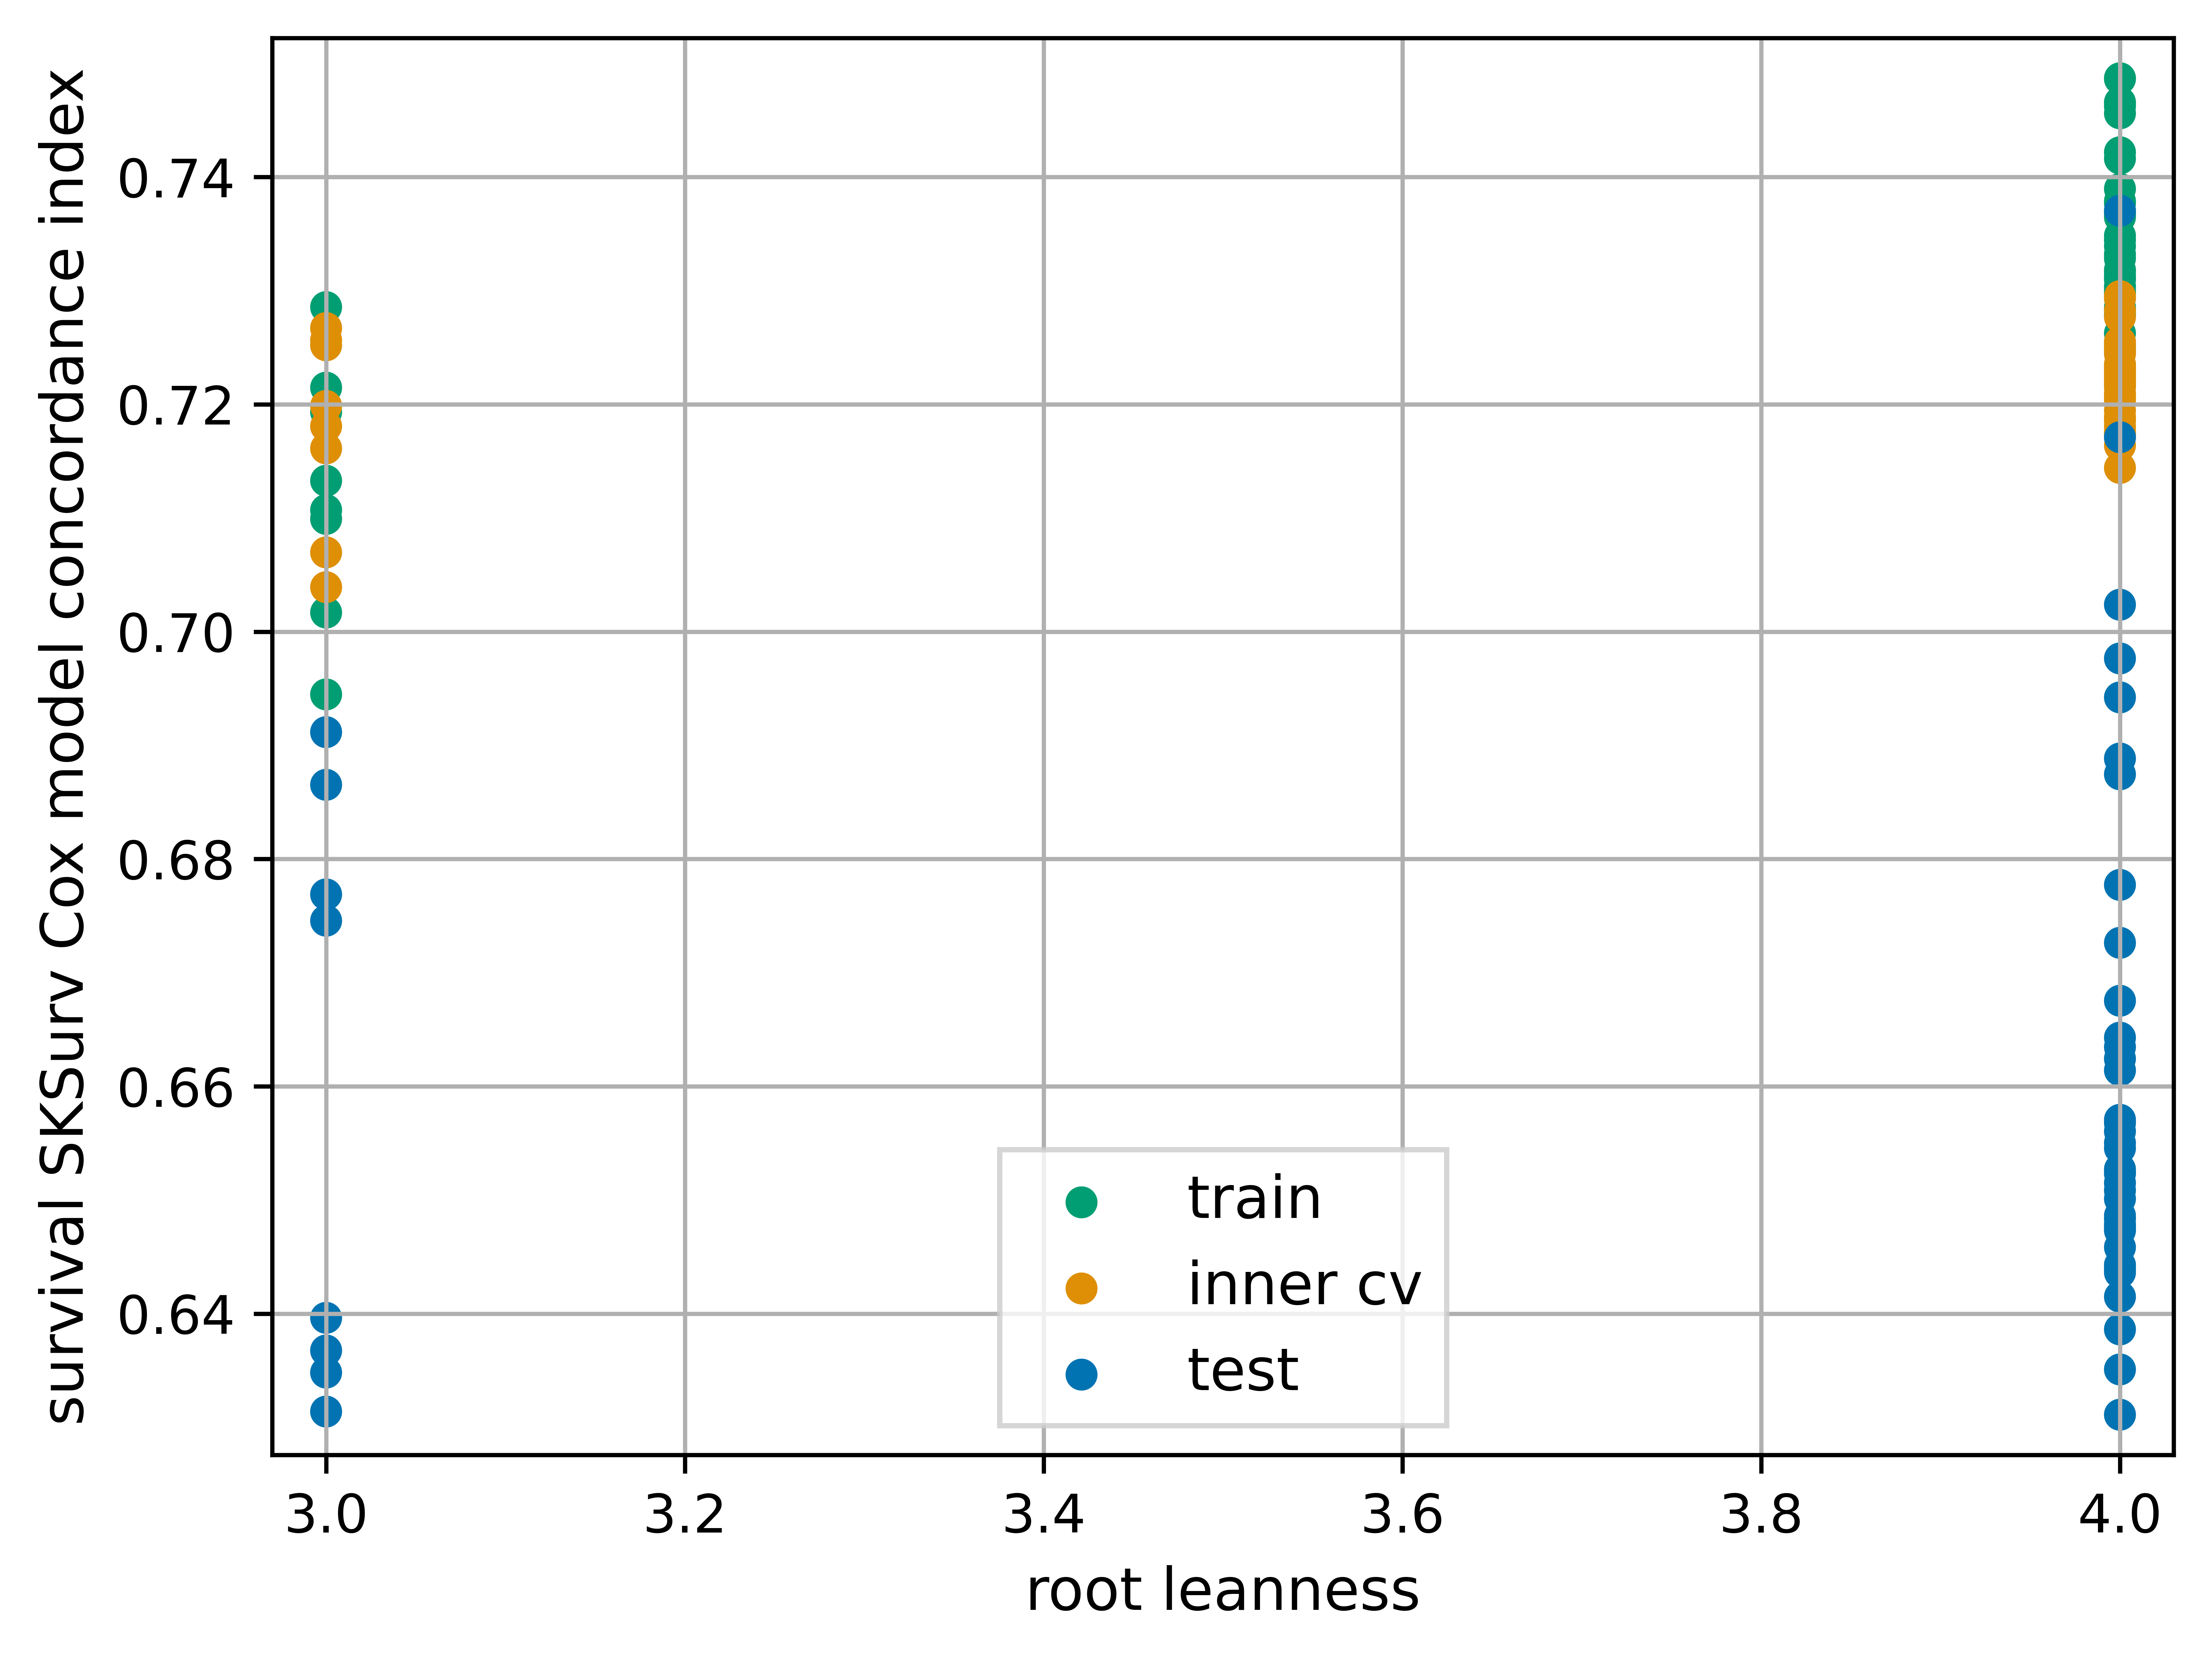 survival SKSurv Cox model concordance index
0.74
0.72
0.70
0.68
0.66
0.64
train
inner cv
test
3.0 3.2 3.4 3.6 3.8 4.0
root leanness